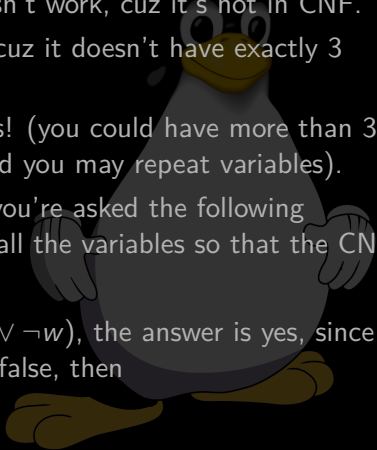 sn't work, cuz it's not in CNF.
cuz it doesn't have exactly 3
s! (you could have more than 3
d you may repeat variables).
you're asked the following
all the variables so that the CN
∨ ¬w), the answer is yes, since
false, then